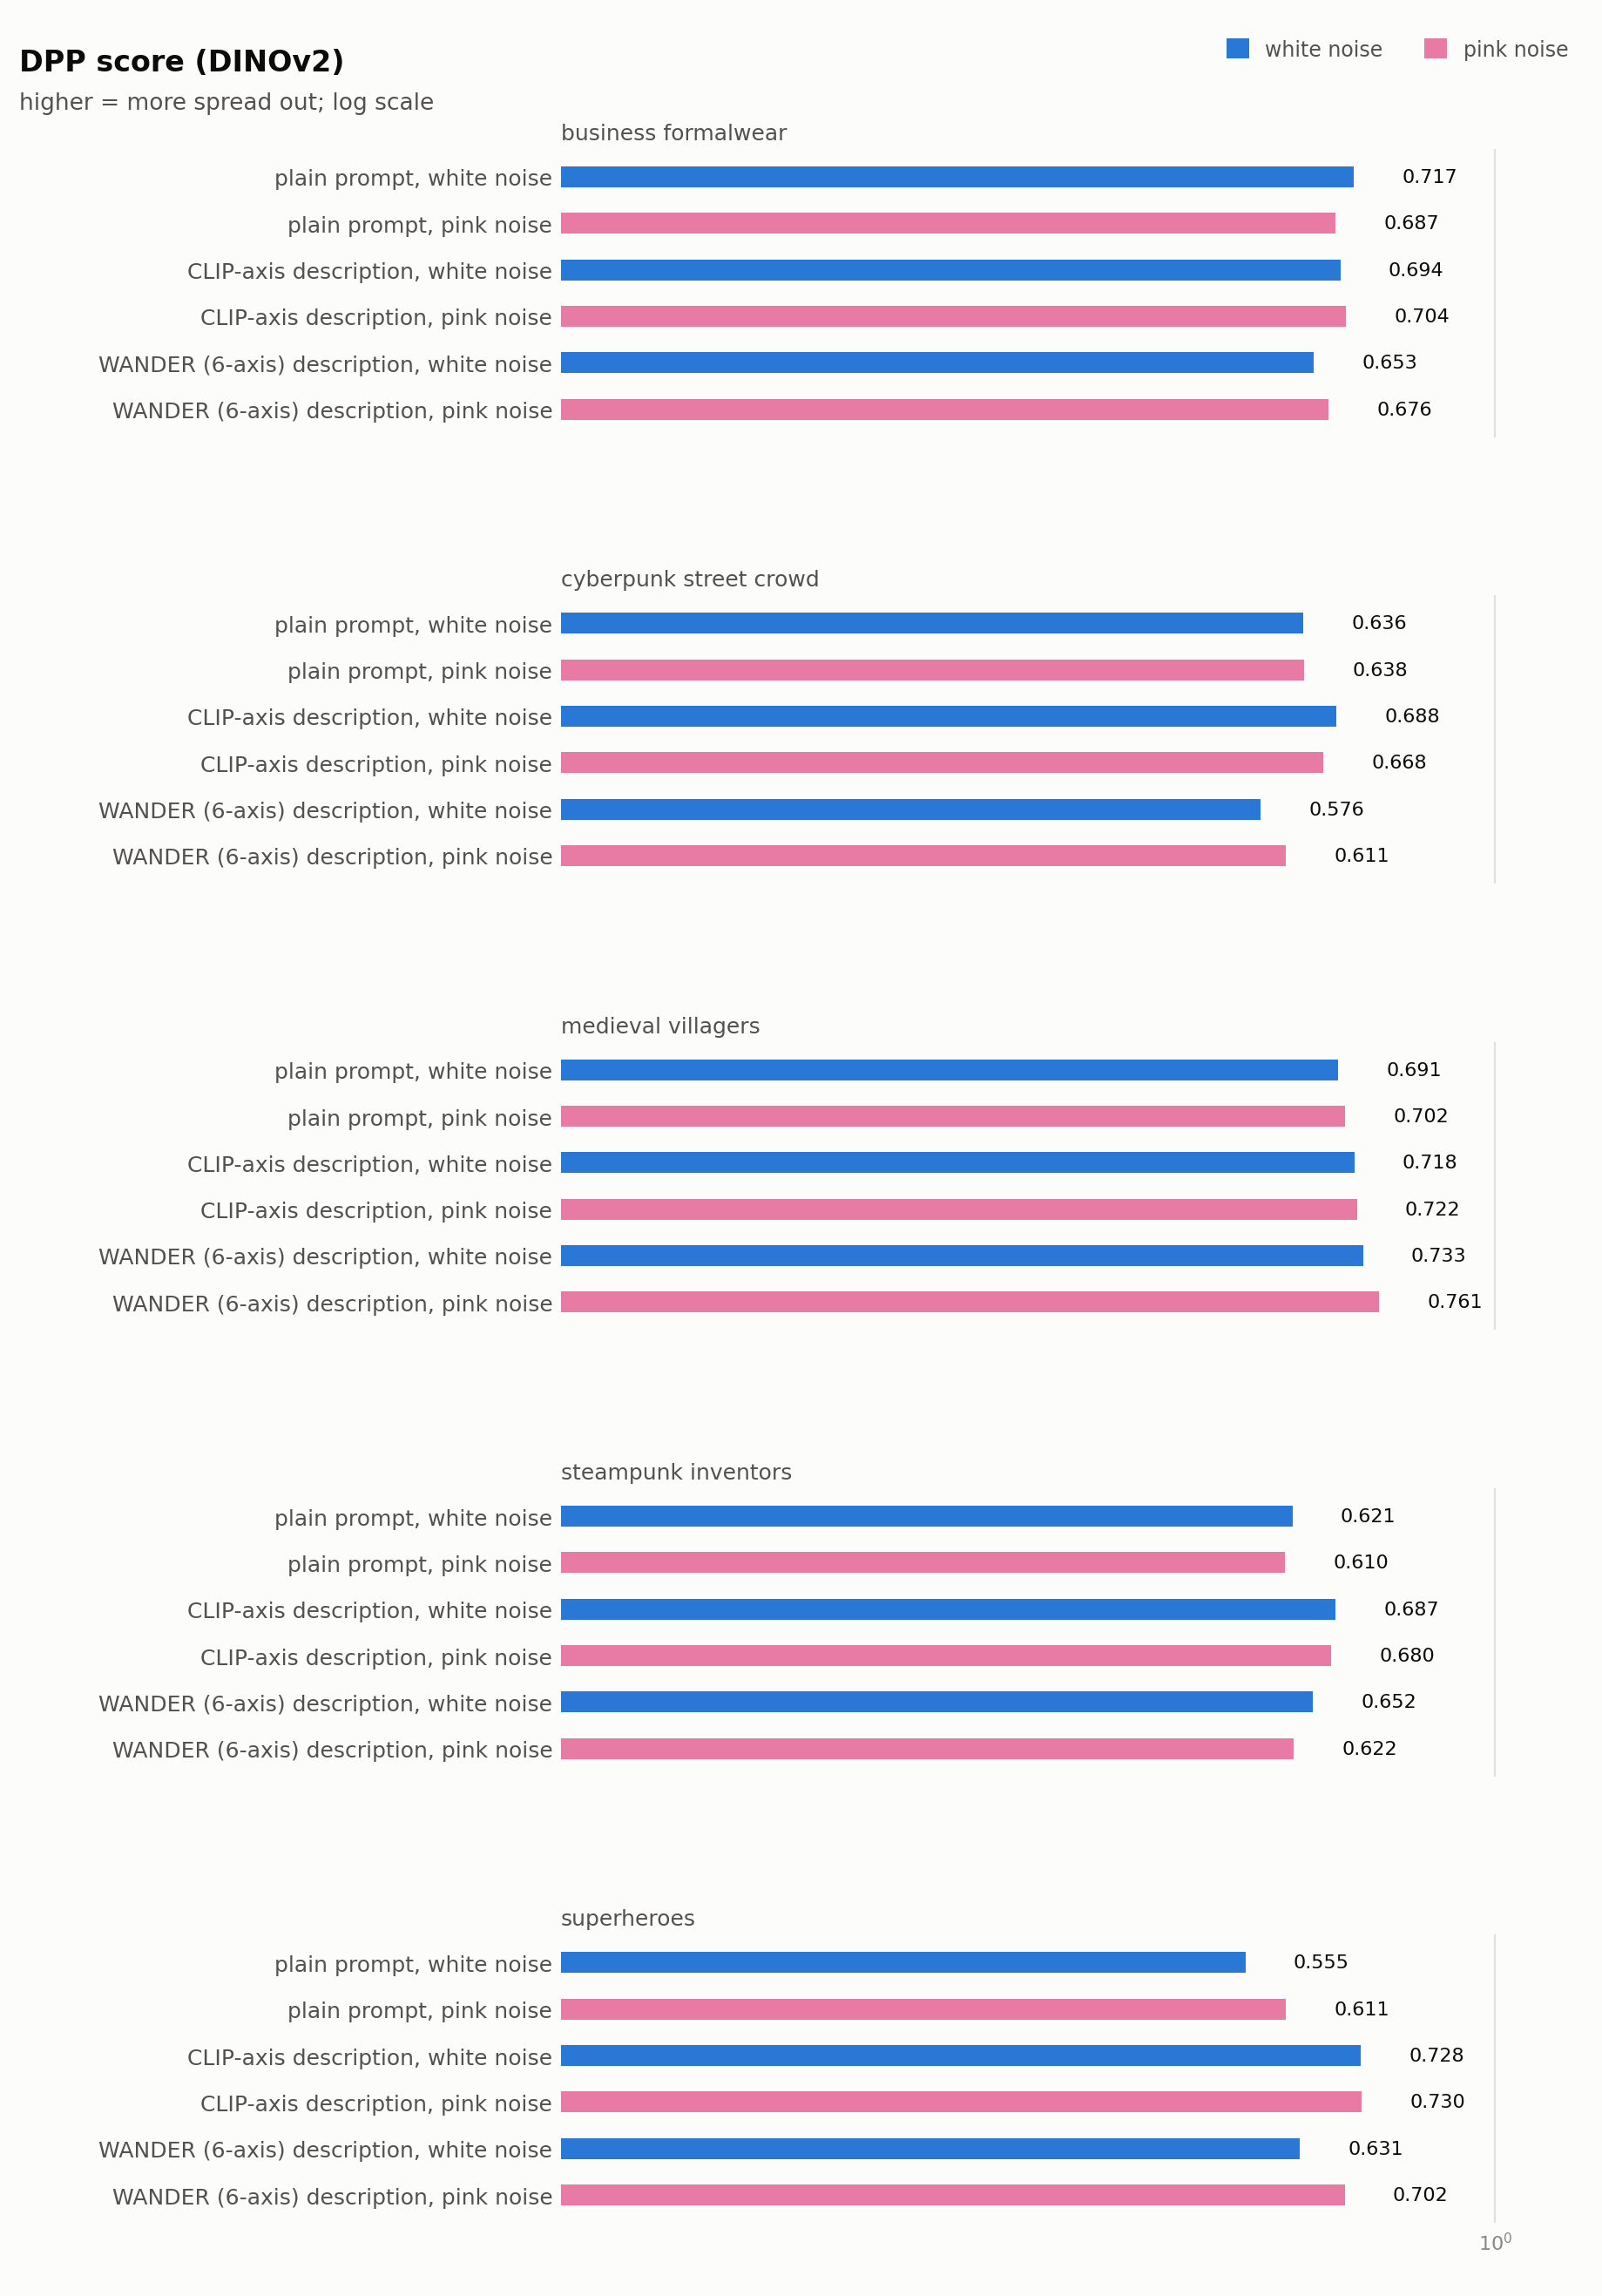 DPP score (DINOv2)
higher = more spread out; log scale
white noise
pink noise
business formalwear
plain prompt, white noise 0.717
plain prompt, pink noise 0.687
CLIP-axis description, white noise 0.694
CLIP-axis description, pink noise 0.704
WANDER (6-axis) description, white noise 0.653
WANDER (6-axis) description, pink noise 0.676
cyberpunk street crowd
plain prompt, white noise 0.636
plain prompt, pink noise 0.638
CLIP-axis description, white noise 0.688
CLIP-axis description, pink noise 0.668
WANDER (6-axis) description, white noise 0.576
WANDER (6-axis) description, pink noise 0.611
medieval villagers
plain prompt, white noise 0.691
plain prompt, pink noise 0.702
CLIP-axis description, white noise 0.718
CLIP-axis description, pink noise 0.722
WANDER (6-axis) description, white noise 0.733
WANDER (6-axis) description, pink noise 0.761
steampunk inventors
plain prompt, white noise 0.621
plain prompt, pink noise 0.610
CLIP-axis description, white noise 0.687
CLIP-axis description, pink noise 0.680
WANDER (6-axis) description, white noise 0.652
WANDER (6-axis) description, pink noise 0.622
superheroes
plain prompt, white noise 0.555
plain prompt, pink noise 0.611
CLIP-axis description, white noise 0.728
CLIP-axis description, pink noise 0.730
WANDER (6-axis) description, white noise 0.631
WANDER (6-axis) description, pink noise 0.702
10⁰